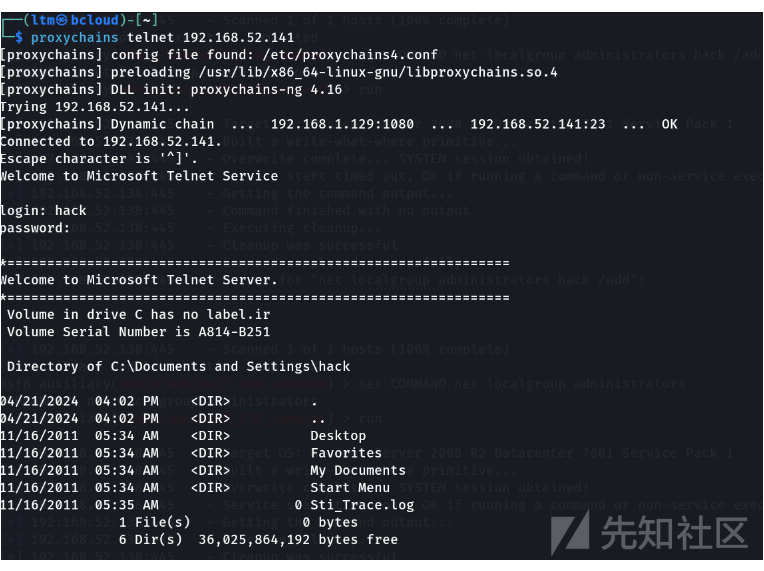 ┌──(ltm㉿bcloud)-[~]
└─$ proxychains telnet 192.168.52.141
[proxychains] config file found: /etc/proxychains4.conf
[proxychains] preloading /usr/lib/x86_64-linux-gnu/libproxychains.so.4
[proxychains] DLL init: proxychains-ng 4.16
Trying 192.168.52.141...
[proxychains] Dynamic chain  ...  192.168.1.129:1080  ...  192.168.52.141:23  ...  OK
Connected to 192.168.52.141.
Escape character is '^]'.
Welcome to Microsoft Telnet Service
login: hack
password:
*===============================================================
Welcome to Microsoft Telnet Server.
*===============================================================
Volume in drive C has no label.ir
Volume Serial Number is A814-B251
Directory of C:\Documents and Settings\hack
04/21/2024  04:02 PM    <DIR>          .
04/21/2024  04:02 PM    <DIR>          ..
11/16/2011  05:34 AM    <DIR>          Desktop
11/16/2011  05:34 AM    <DIR>          Favorites
11/16/2011  05:34 AM    <DIR>          My Documents
11/16/2011  05:34 AM    <DIR>          Start Menu
11/16/2011  05:35 AM                 0 Sti_Trace.log
1 File(s)              0 bytes
6 Dir(s)  36,025,864,192 bytes free
先知社区